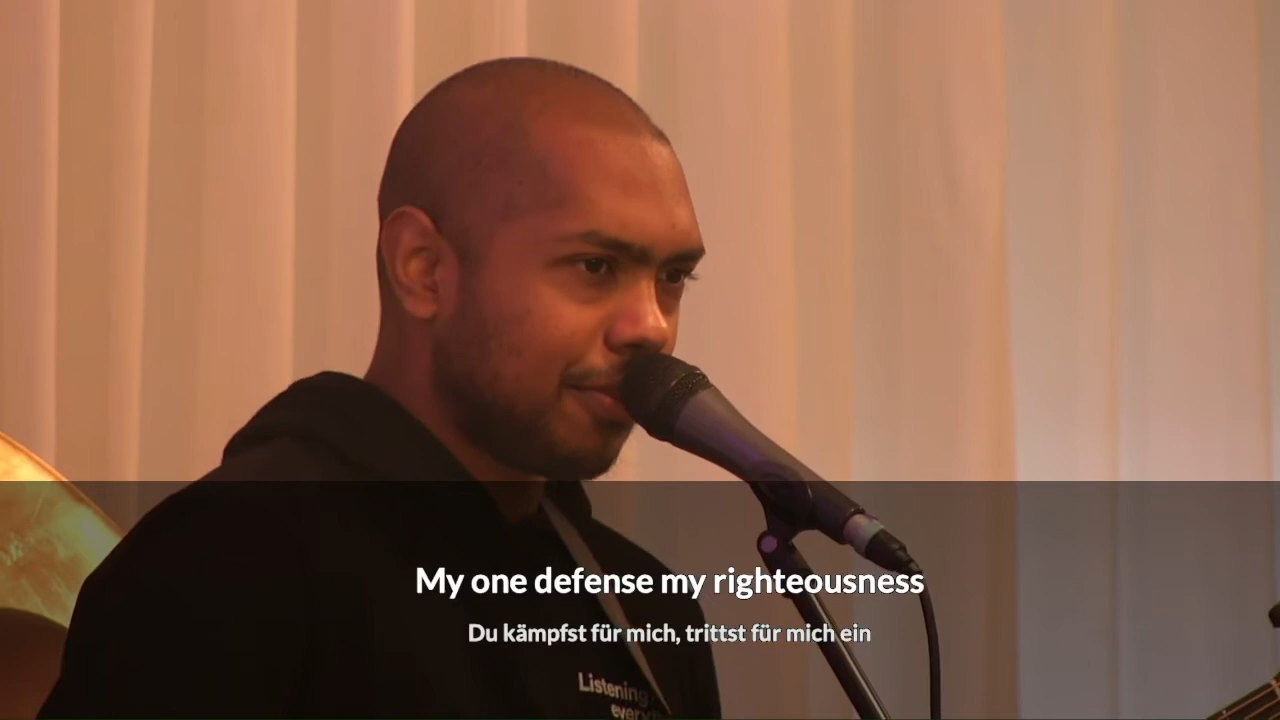 My one defense my righteousness
Du kämpfst für mich, trittst für mich ein
Listening